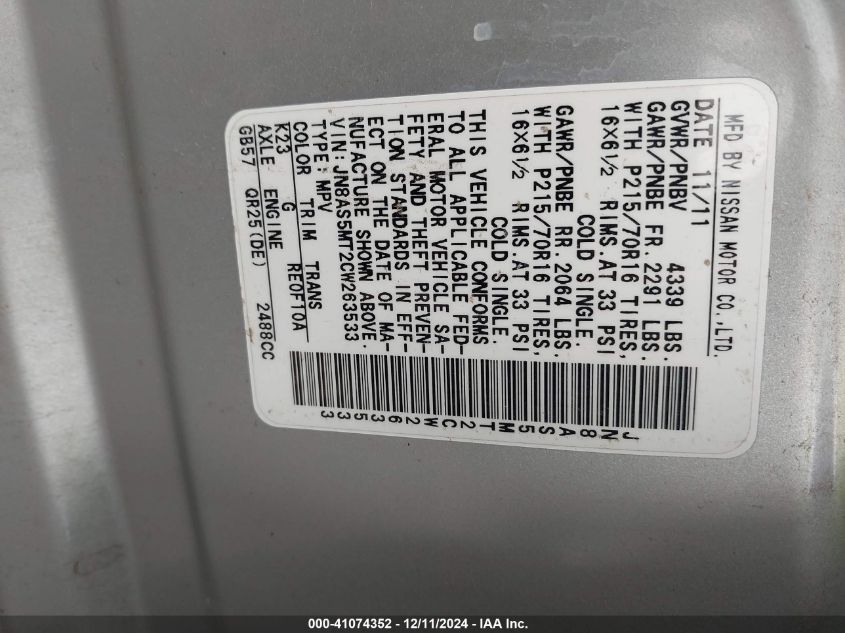 MFD BY NISSAN MOTOR CO.,LTD.
DATE 11/11
GVWR/PNBV 4339 LBS.
GAWR/PNBE FR. 2291 LBS.
WITH P215/70R16 TIRES,
16X6½ RIMS.AT 33 PSI
COLD SINGLE.
GAWR/PNBE RR. 2064 LBS.
WITH P215/70R16 TIRES,
16X6½ RIMS.AT 33 PSI
COLD SINGLE.
THIS VEHICLE CONFORMS
TO ALL APPLICABLE FED-
ERAL MOTOR VEHICLE SA-
FETY AND THEFT PREVEN-
TION STANDARDS IN EFF-
ECT ON THE DATE OF MA-
NUFACTURE SHOWN ABOVE.
VIN:JN8AS5MT2CW263533
TYPE:MPV
COLOR TRIM TRANS
K23 G RE0F10A
AXLE ENGINE
GB57 QR25(DE) 2488CC
JN8AS5MT2CW263533
000-41074352 - 12/11/2024 - IAA Inc.